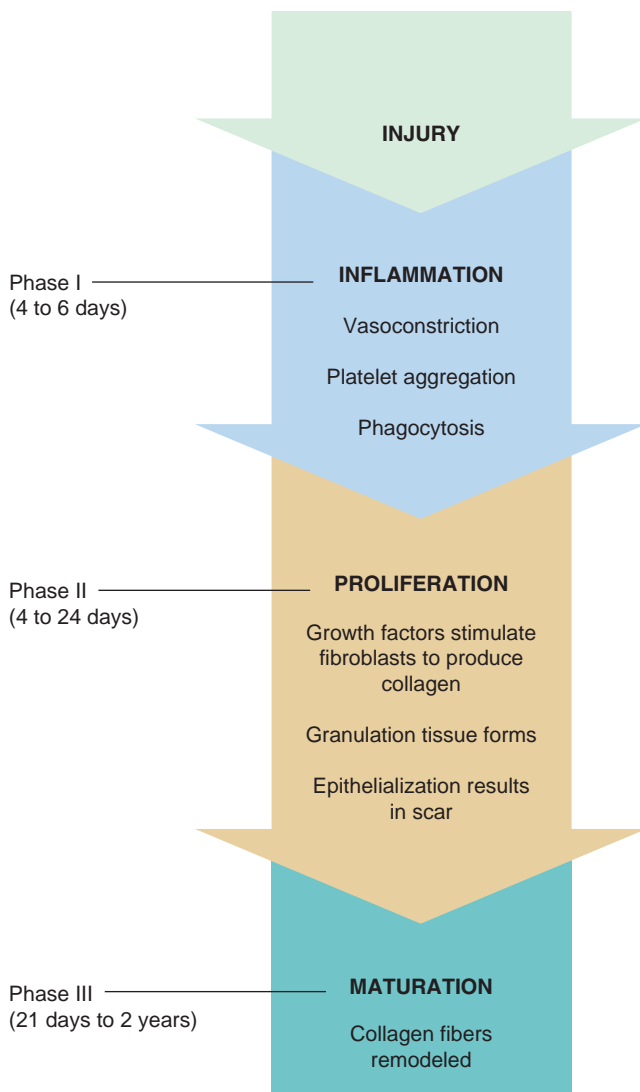 INJURY
Phase I
(4 to 6 days)
INFLAMMATION
Vasoconstriction
Platelet aggregation
Phagocytosis
Phase II
(4 to 24 days)
PROLIFERATION
Growth factors stimulate
fibroblasts to produce
collagen
Granulation tissue forms
Epithelialization results
in scar
Phase III
(21 days to 2 years)
MATURATION
Collagen fibers
remodeled